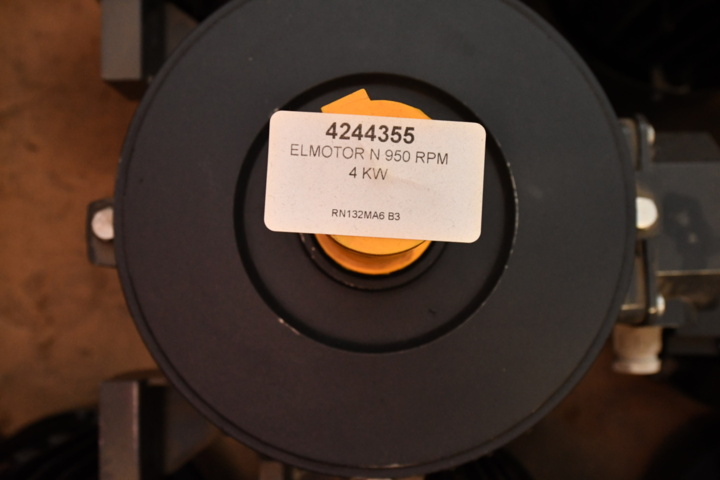 4244355
ELMOTOR N 950 RPM
4 KW
RN132MA6 B3